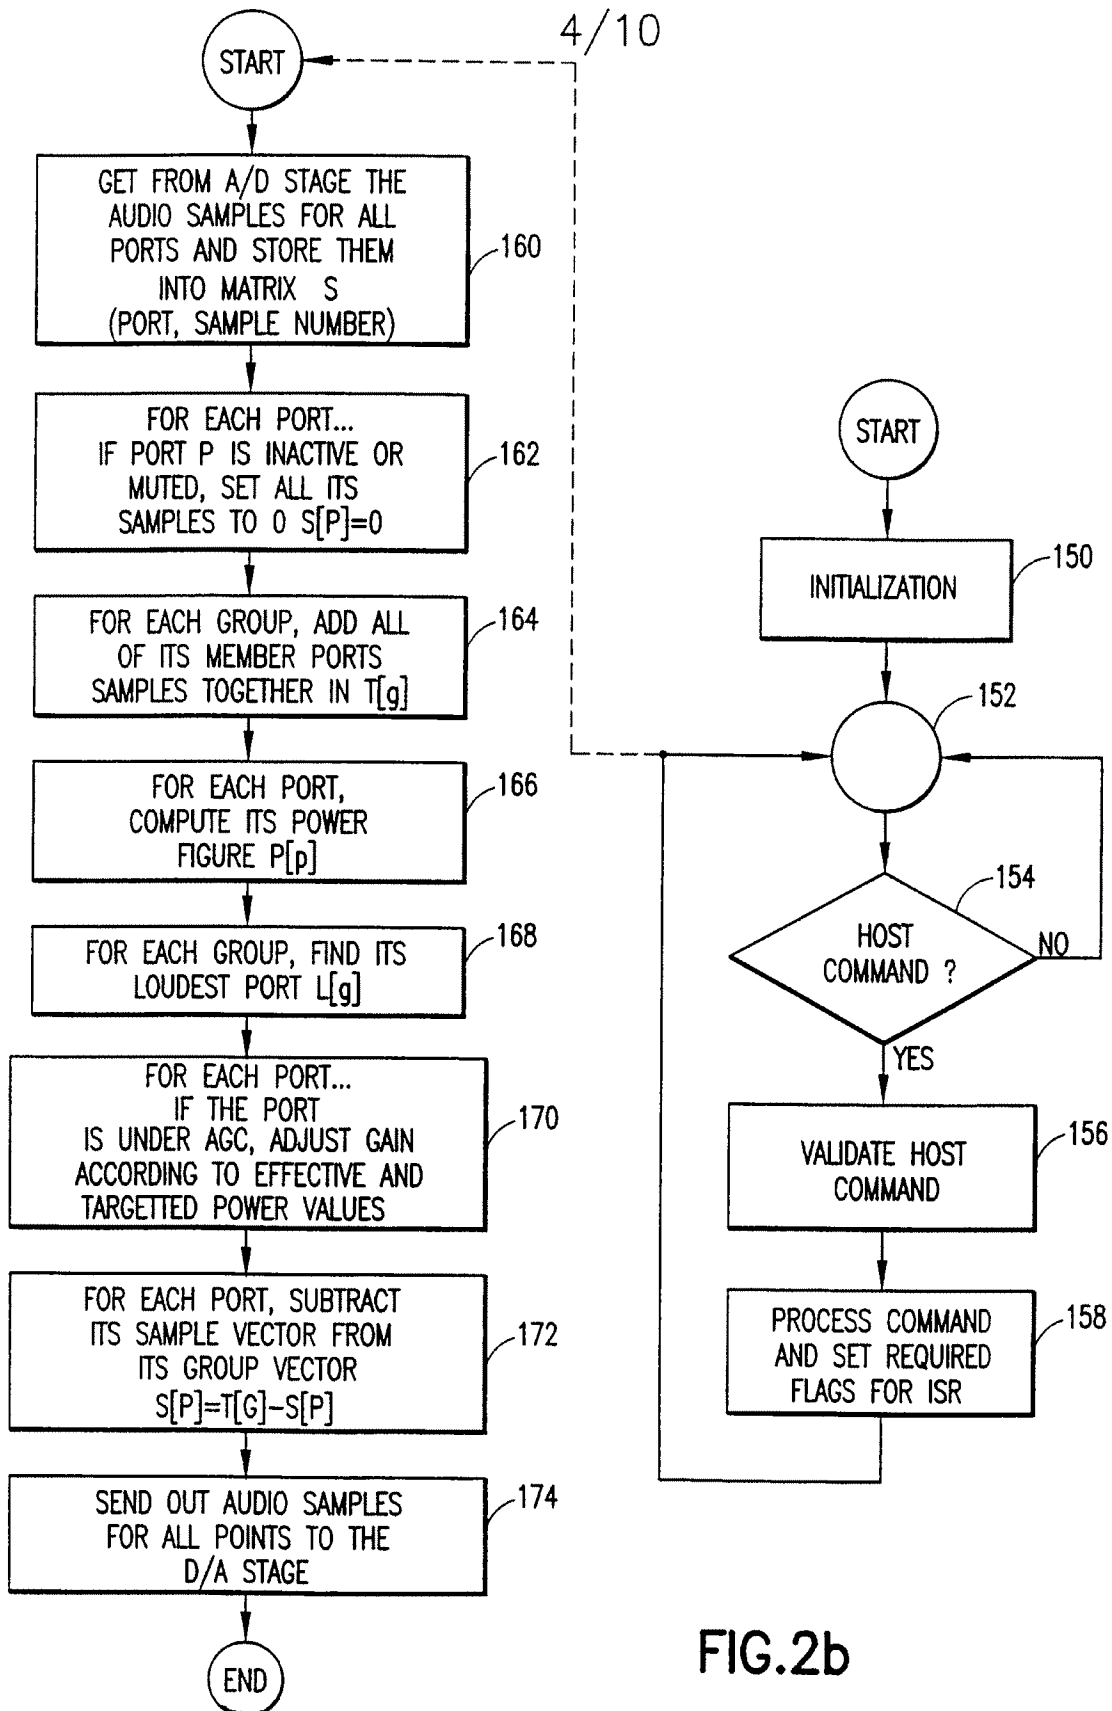 4/10
START
GET FROM A/D STAGE THE
AUDIO SAMPLES FOR ALL
PORTS AND STORE THEM
INTO MATRIX S
(PORT, SAMPLE NUMBER)
160
FOR EACH PORT...
IF PORT P IS INACTIVE OR
MUTED, SET ALL ITS
SAMPLES TO 0 S[P]=0
162
FOR EACH GROUP, ADD ALL
OF ITS MEMBER PORTS
SAMPLES TOGETHER IN T[g]
164
FOR EACH PORT,
COMPUTE ITS POWER
FIGURE P[p]
166
FOR EACH GROUP, FIND ITS
LOUDEST PORT L[g]
168
FOR EACH PORT...
IF THE PORT
IS UNDER AGC, ADJUST GAIN
ACCORDING TO EFFECTIVE AND
TARGETTED POWER VALUES
170
FOR EACH PORT, SUBTRACT
ITS SAMPLE VECTOR FROM
ITS GROUP VECTOR
S[P]=T[G]-S[P]
172
SEND OUT AUDIO SAMPLES
FOR ALL POINTS TO THE
D/A STAGE
174
END
START
INITIALIZATION
150
152
HOST
COMMAND ?
154
NO
YES
VALIDATE HOST
COMMAND
156
PROCESS COMMAND
AND SET REQUIRED
FLAGS FOR ISR
158
FIG.2b